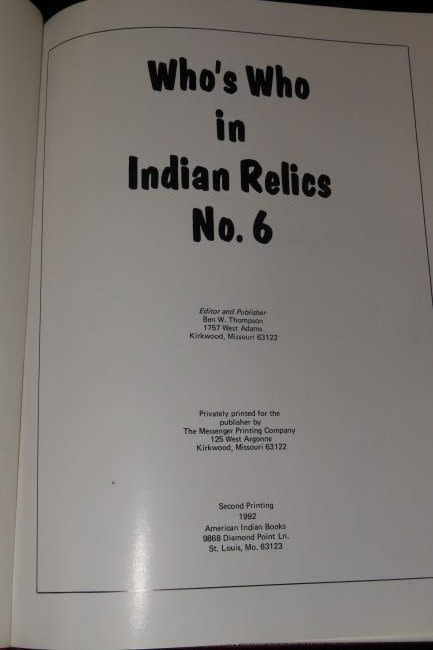 Who's Who
in
Indian Relics
No. 6
Editor and Publisher
Ben W. Thompson
1757 West Adams
Kirkwood, Missouri 63122
Privately printed for the
publisher by
The Messenger Printing Company
125 West Argonne
Kirkwood, Missouri 63122
Second Printing
1992
American Indian Books
9868 Diamond Point Ln.
St. Louis, Mo. 63123